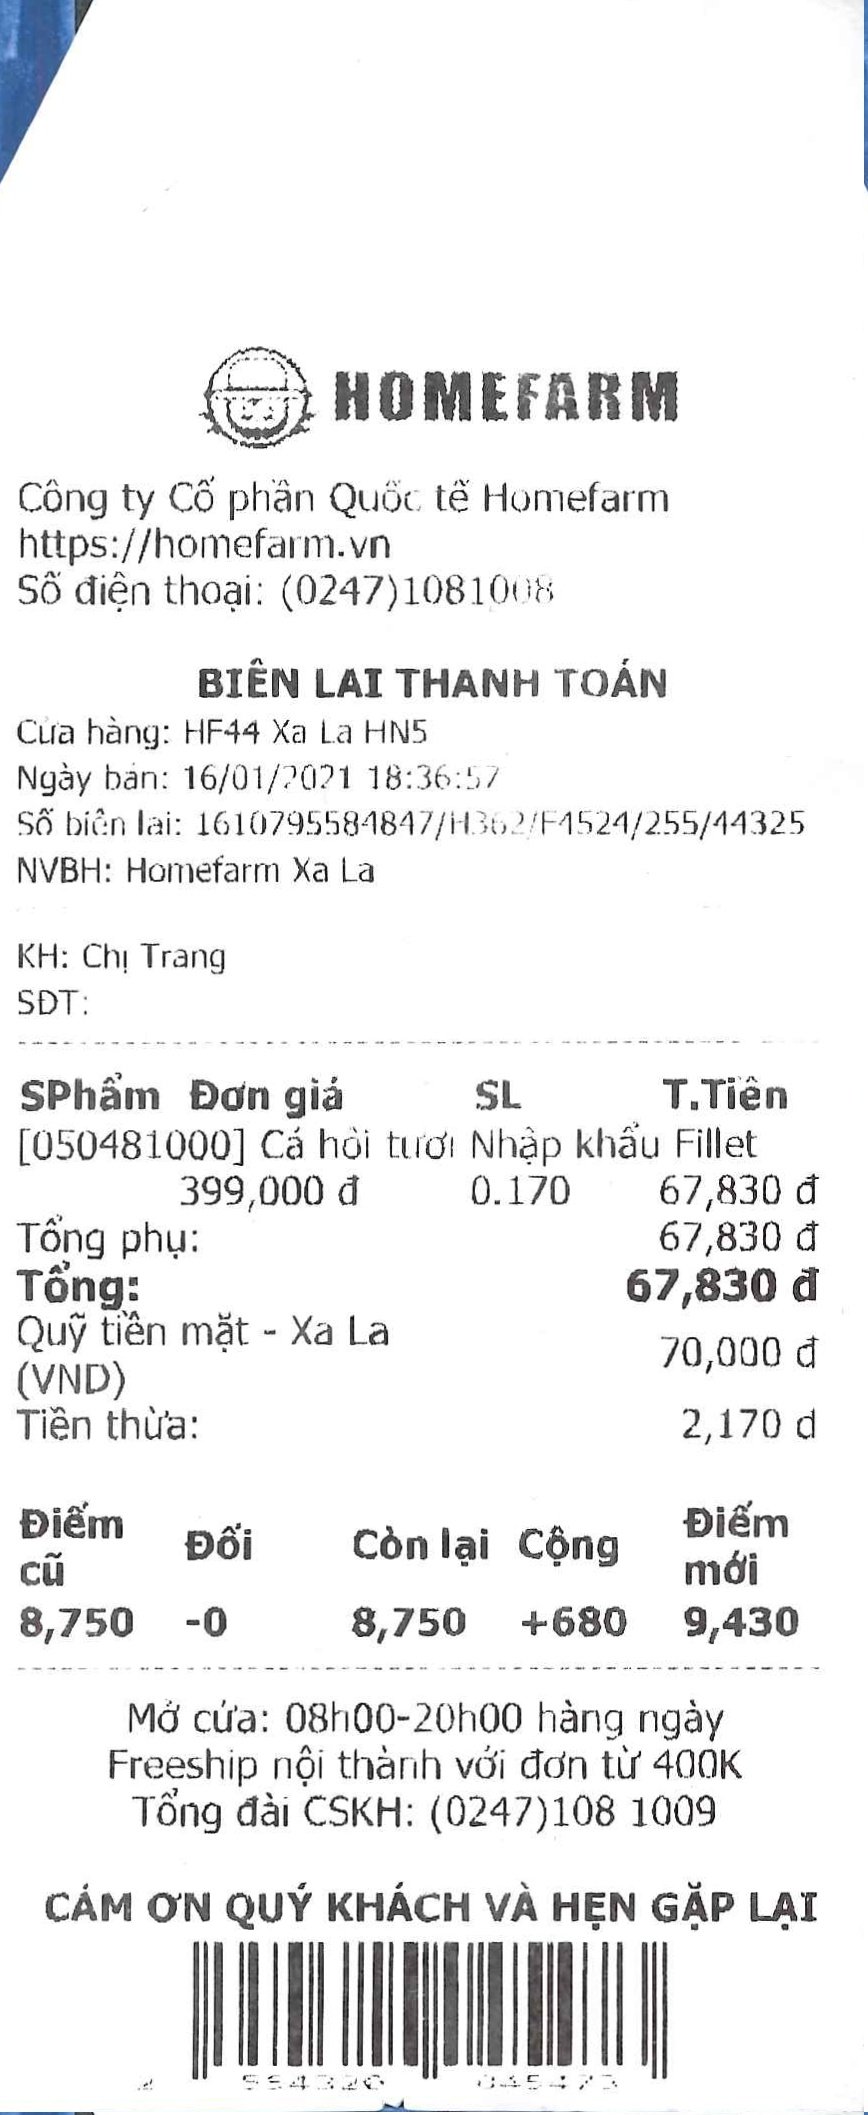 HOMEFARM
Công ty Cổ phần Quốc tế Homefarm
https://homefarm.vn
Số điện thoại: (0247)1081008
BIÊN LAI THANH TOÁN
Cửa hàng: HF44 Xa La HN5
Ngày bán: 16/01/2021 18:36:57
Số biên lai: 1610795584847/H362/F4524/255/44325
NVBH: Homefarm Xa La
KH: Chị Trang
SĐT:
SPhẩm Đơn giá SL T.Tiền
[050481000] Cá hồi tươi Nhập khẩu Fillet
399,000 đ 0.170 67,830 đ
Tổng phụ: 67,830 đ
Tổng: 67,830 đ
Quỹ tiền mặt - Xa La
(VND) 70,000 đ
Tiền thừa: 2,170 đ
Điểm cũ Đổi Còn lại Cộng Điểm mới
8,750 -0 8,750 +680 9,430
Mở cửa: 08h00-20h00 hàng ngày
Freeship nội thành với đơn từ 400K
Tổng đài CSKH: (0247)108 1009
CẢM ƠN QUÝ KHÁCH VÀ HẸN GẶP LẠI